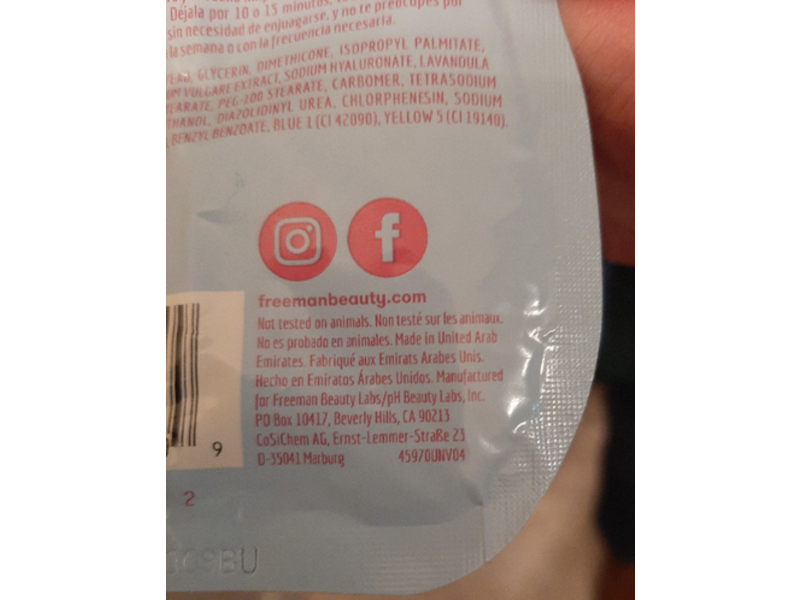 Déjala por 10 o 15 minutos,
sin necesidad de enjuagarse, y no te preocupes por
la semana o con la frecuencia necesaria.
GLYCERIN, DIMETHICONE, ISOPROPYL PALMITATE,
VULGARE EXTRACT, SODIUM HYALURONATE, LAVANDULA
PEG-100 STEARATE, CARBOMER, TETRASODIUM
DIAZOLIDINYL UREA, CHLORPHENESIN, SODIUM
BENZYL BENZOATE, BLUE 1 (CI 42090), YELLOW 5 (CI 19140).
freemanbeauty.com
Not tested on animals. Non testé sur les animaux.
No es probado en animales. Made in United Arab
Emirates. Fabriqué aux Emirats Arabes Unis.
Hecho en Emiratos Árabes Unidos. Manufactured
for Freeman Beauty Labs/pH Beauty Labs, Inc.
PO Box 10417, Beverly Hills, CA 90213
CoSiChem AG, Ernst-Lemmer-Straße 23
D-35041 Marburg 45970UNV04
9
2